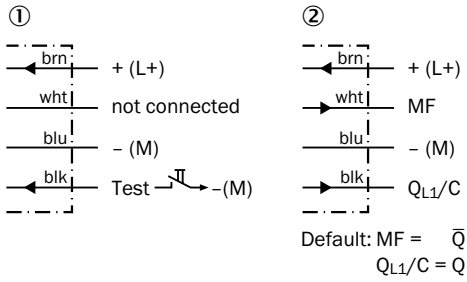 ① ②
brn + (L+) brn + (L+)
wht not connected wht MF
blu – (M) blu – (M)
blk Test –(M) blk QL1/C
Default: MF = Q̅
QL1/C = Q